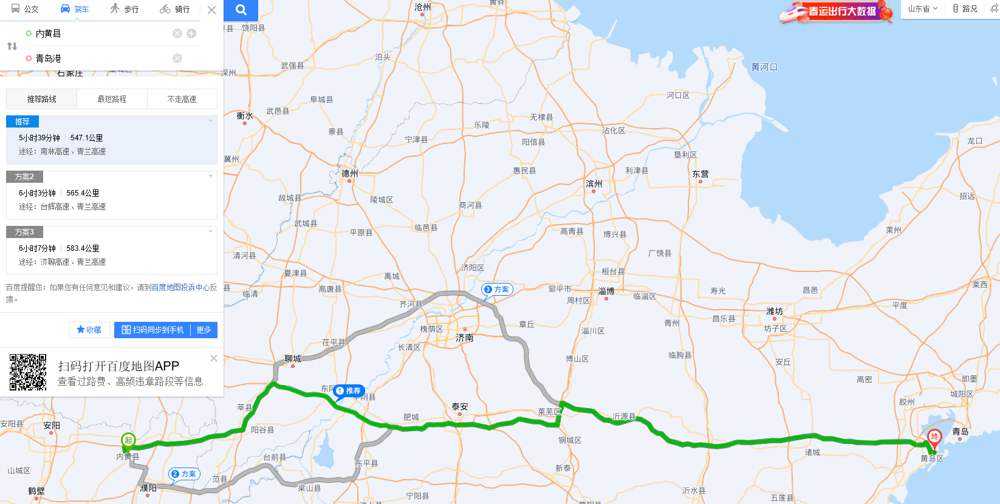 公交
驾车
步行
骑行
内黄县
青岛港
石家庄
推荐路线
最短路程
不走高速
推荐
5小时39分钟
547.1公里
途经：南林高速、青兰高速
方案2
6小时3分钟
565.4公里
途经：台辉高速、青兰高速
方案3
6小时7分钟
583.4公里
途经：济聊高速、青兰高速
百度提醒您：如果您有任何意见和建议，请到百度地图投诉中心反
馈。
收藏
扫码同步到手机
更多
扫码打开百度地图APP
查看过路费、高频违章路段等信息
春运出行大数据
山东省
路况
沧州
黄骅
饶阳县
泊头
武强县
深州
黄河口
河口区
阜城县
武邑县
衡水
无棣县
乐陵
沾化区
景县
宁津县
阳信县
龙口
冀州
垦利区
惠民县
利津县
德州
东营
滨州
故城县
陵城区
商河县
招远
武城县
临邑县
平原县
高青县
博兴县
莱州
清河县
广饶县
济阳区
夏津县
禹城
桓台县
3 方案
临清
高唐县
邹平市
淄博
寿光
昌邑
莱西
周村区
临淄区
齐河县
平度
潍坊
昌乐县
青州
章丘
槐荫区
坊子区
淄川区
济南
茌平县
长清区
聊城
博山区
临朐县
安丘
高密
即墨
1 推荐
城阳区
胶州
莘县
泰安
莱芜区
肥城
沂源县
安阳县
安阳
阳谷县
青岛
起
终
钢城区
内黄县
台前县
诸城
黄岛区
东平县
新泰
山城区
2 方案
范县
濮阳
梁山县
鹤壁
沂水县
宁阳县
五莲县